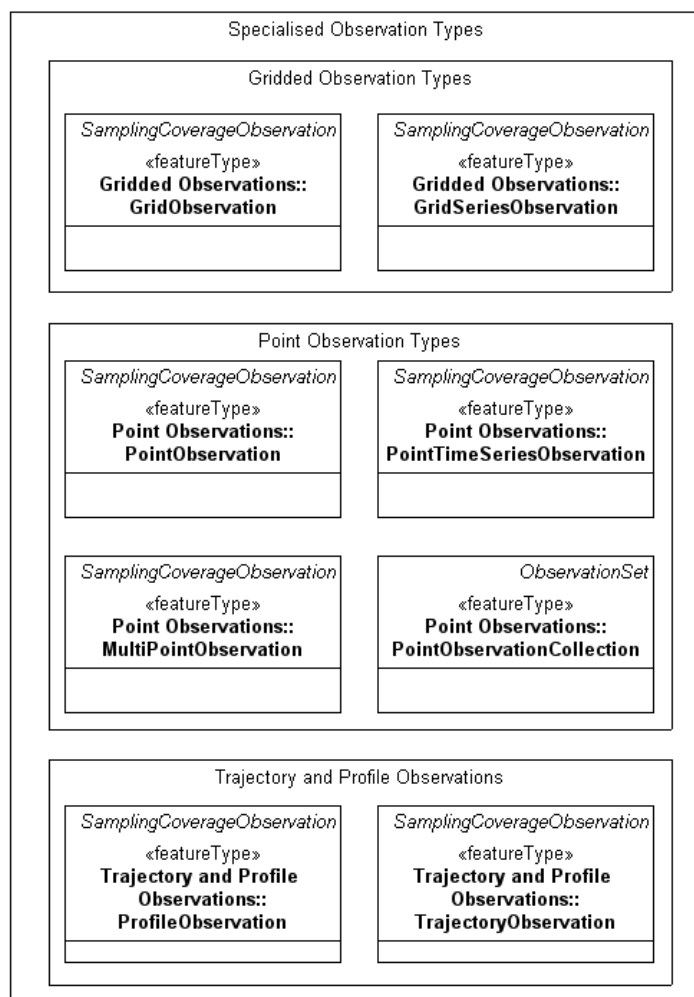 Specialised Observation Types
Gridded Observation Types
SamplingCoverageObservation
«featureType»
Gridded Observations::
GridObservation
SamplingCoverageObservation
«featureType»
Gridded Observations::
GridSeriesObservation
Point Observation Types
SamplingCoverageObservation
«featureType»
Point Observations::
PointObservation
SamplingCoverageObservation
«featureType»
Point Observations::
PointTimeSeriesObservation
SamplingCoverageObservation
«featureType»
Point Observations::
MultiPointObservation
ObservationSet
«featureType»
Point Observations::
PointObservationCollection
Trajectory and Profile Observations
SamplingCoverageObservation
«featureType»
Trajectory and Profile
Observations::
ProfileObservation
SamplingCoverageObservation
«featureType»
Trajectory and Profile
Observations::
TrajectoryObservation